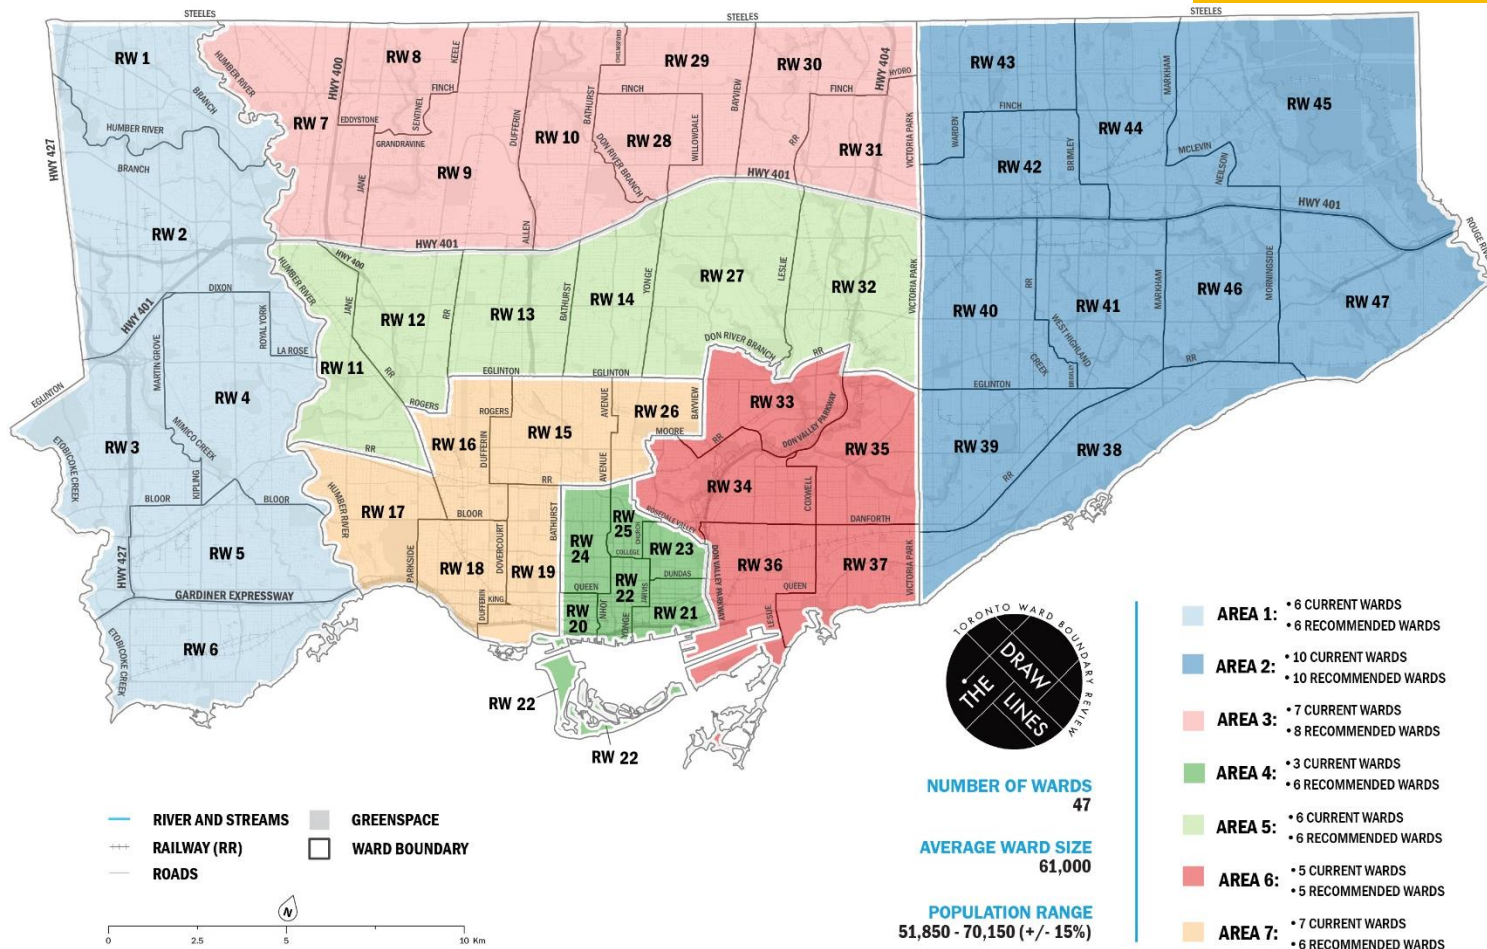 STEELES
STEELES
STEELES
RW 1
HUMBER RIVER
BRANCH
HUMBER RIVER
BRANCH
HWY 427
RW 2
HWY 401
DIXON
ROYAL YORK
LA ROSE
MARTIN GROVE
EGLINTON
RW 3
RW 4
MIMICO CREEK
ETOBICOKE CREEK
KIPLING
BLOOR
BLOOR
RW 5
HWY 427
GARDINER EXPRESSWAY
RW 6
ETOBICOKE CREEK
RW 7
HWY 400
RW 8
KEELE
FINCH
SENTINEL
EDDYSTONE
GRANDRAVINE
JANE
RW 9
DUFFERIN
ALLEN
HWY 401
RW 10
BATHURST
CHELMSFORD
RW 29
FINCH
RW 28
WILLOWDALE
DON RIVER BRANCH
BAYVIEW
RW 30
HWY 404
HYDRO
FINCH
RR
RW 31
VICTORIA PARK
HWY 401
HUMBER RIVER
HWY 400
JANE
RW 12
RR
RW 11
RR
ROGERS
RR
RW 13
BATHURST
RW 14
YONGE
RW 27
LESLIE
RW 32
VICTORIA PARK
DON RIVER BRANCH
RR
EGLINTON
EGLINTON
RW 16
ROGERS
DUFFERIN
RW 15
AVENUE
AVENUE
RW 26
BAYVIEW
MOORE
RR
RW 17
HUMBER RIVER
PARKSIDE
BLOOR
RW 18
DOVERCOURT
DUFFERIN
KING
RW 19
BATHURST
RW 24
RW 25
CHURCH
COLLEGE
ROSEDALE VALLEY
RW 23
DUNDAS
QUEEN
RW 22
JARVIS
RW 20
JOHN
YONGE
RW 21
DON VALLEY PARKWAY
RW 22
RW 22
RW 33
RR
DON VALLEY PARKWAY
RW 34
RW 35
COXWELL
DANFORTH
RW 36
QUEEN
LESLIE
RW 37
VICTORIA PARK
RW 43
FINCH
WARDEN
RW 42
BRIMLEY
RW 44
MARKHAM
MCLEVIN
NEILSON
RW 45
HWY 401
RW 40
RR
WEST HIGHLAND
CREEK
BRIMLEY
RW 41
MARKHAM
RW 46
MORNINGSIDE
RW 47
RR
EGLINTON
RW 39
RR
RW 38
TORONTO WARD BOUNDARY REVIEW
DRAW
THE
LINES
NUMBER OF WARDS
47
AVERAGE WARD SIZE
61,000
POPULATION RANGE
51,850 - 70,150 (+/- 15%)
AREA 1: • 6 CURRENT WARDS
• 6 RECOMMENDED WARDS
AREA 2: • 10 CURRENT WARDS
• 10 RECOMMENDED WARDS
AREA 3: • 7 CURRENT WARDS
• 8 RECOMMENDED WARDS
AREA 4: • 3 CURRENT WARDS
• 6 RECOMMENDED WARDS
AREA 5: • 6 CURRENT WARDS
• 6 RECOMMENDED WARDS
AREA 6: • 5 CURRENT WARDS
• 5 RECOMMENDED WARDS
AREA 7: • 7 CURRENT WARDS
• 6 RECOMMENDED WARDS
RIVER AND STREAMS
RAILWAY (RR)
ROADS
GREENSPACE
WARD BOUNDARY
N
0 2.5 5 10 Km